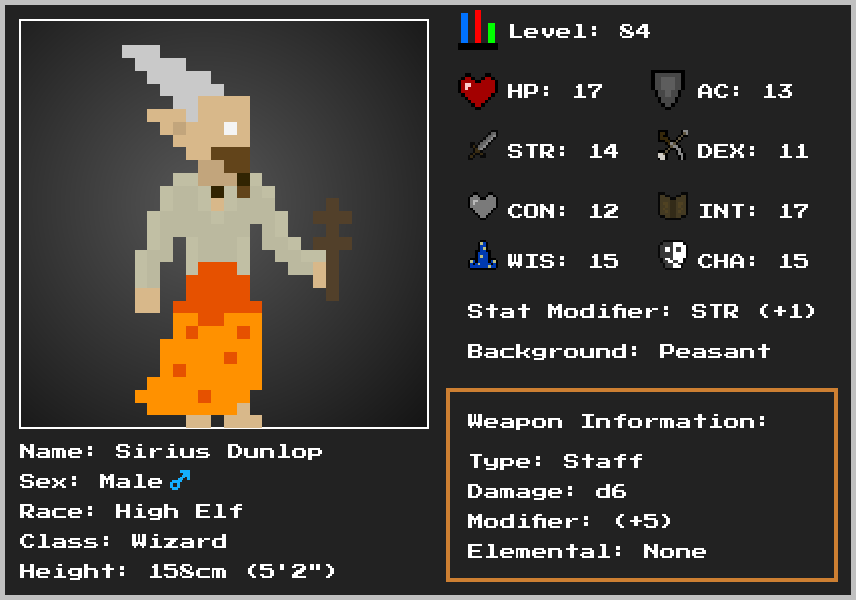 Level: 84
HP: 17 AC: 13
STR: 14 DEX: 11
CON: 12 INT: 17
WIS: 15 CHA: 15
Stat Modifier: STR (+1)
Background: Peasant
Weapon Information:
Type: Staff
Damage: d6
Modifier: (+5)
Elemental: None
Name: Sirius Dunlop
Sex: Male♂
Race: High Elf
Class: Wizard
Height: 158cm (5'2")